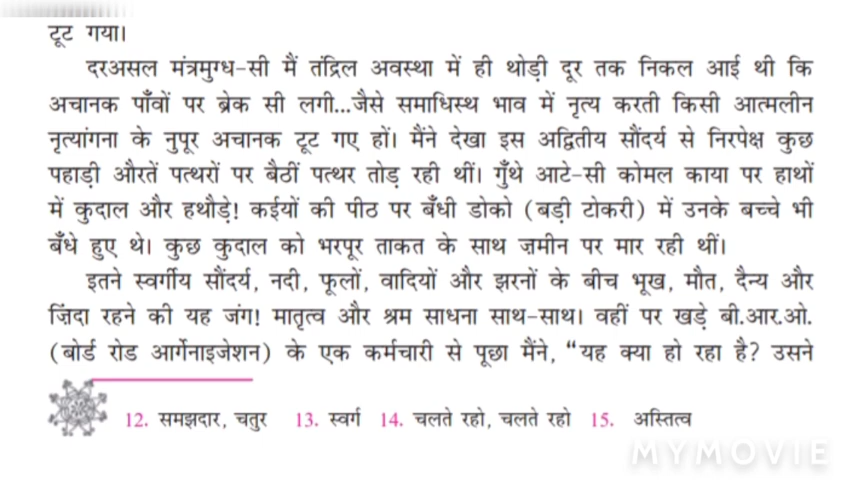 टूट गया।
दरअसल मंत्रमुग्ध-सी मैं तंद्रिल अवस्था में ही थोड़ी दूर तक निकल आई थी कि
अचानक पाँवों पर ब्रेक सी लगी...जैसे समाधिस्थ भाव में नृत्य करती किसी आत्मलीन
नृत्यांगना के नुपूर अचानक टूट गए हों। मैंने देखा इस अद्वितीय सौंदर्य से निरपेक्ष कुछ
पहाड़ी औरतें पत्थरों पर बैठीं पत्थर तोड़ रही थीं। गुँथे आटे-सी कोमल काया पर हाथों
में कुदाल और हथौड़े! कईयों की पीठ पर बँधी डोको (बड़ी टोकरी) में उनके बच्चे भी
बँधे हुए थे। कुछ कुदाल को भरपूर ताकत के साथ ज़मीन पर मार रही थीं।
इतने स्वर्गीय सौंदर्य, नदी, फूलों, वादियों और झरनों के बीच भूख, मौत, दैन्य और
ज़िंदा रहने की यह जंग! मातृत्व और श्रम साधना साथ-साथ। वहीं पर खड़े बी.आर.ओ.
(बोर्ड रोड आर्गेनाइजेशन) के एक कर्मचारी से पूछा मैंने, “यह क्या हो रहा है? उसने
12. समझदार, चतुर 13. स्वर्ग 14. चलते रहो, चलते रहो 15. अस्तित्व
MYMOVIE